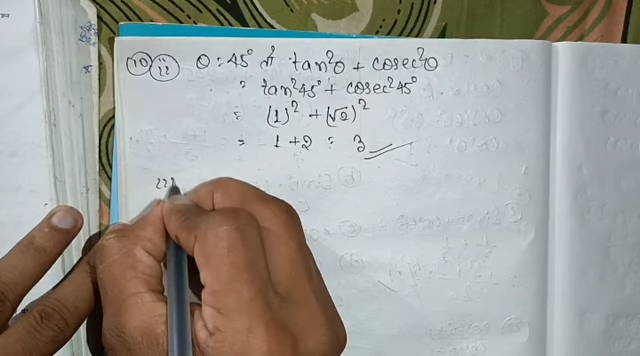 10 ii θ = 45° तो tan²θ + cosec²θ
= tan²45° + cosec²45°
= (1)² + (√2)²
= 1 + 2 = 3